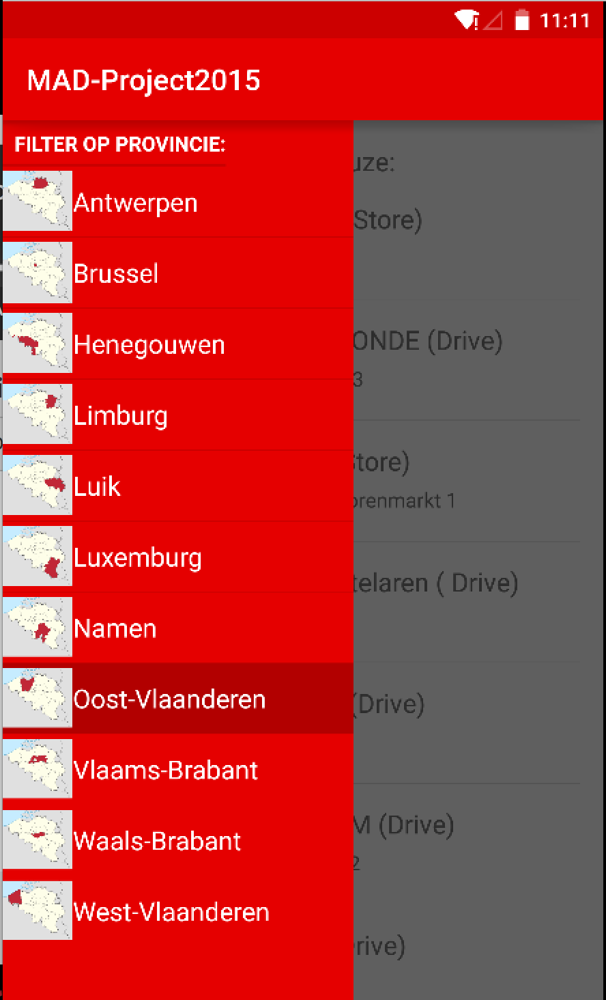 11:11
MAD-Project2015
FILTER OP PROVINCIE:
Antwerpen
Brussel
Henegouwen
Limburg
Luik
Luxemburg
Namen
Oost-Vlaanderen
Vlaams-Brabant
Waals-Brabant
West-Vlaanderen
uze:
Store)
ONDE (Drive)
3
Store)
orenmarkt 1
telaren ( Drive)
(Drive)
M (Drive)
2
rive)